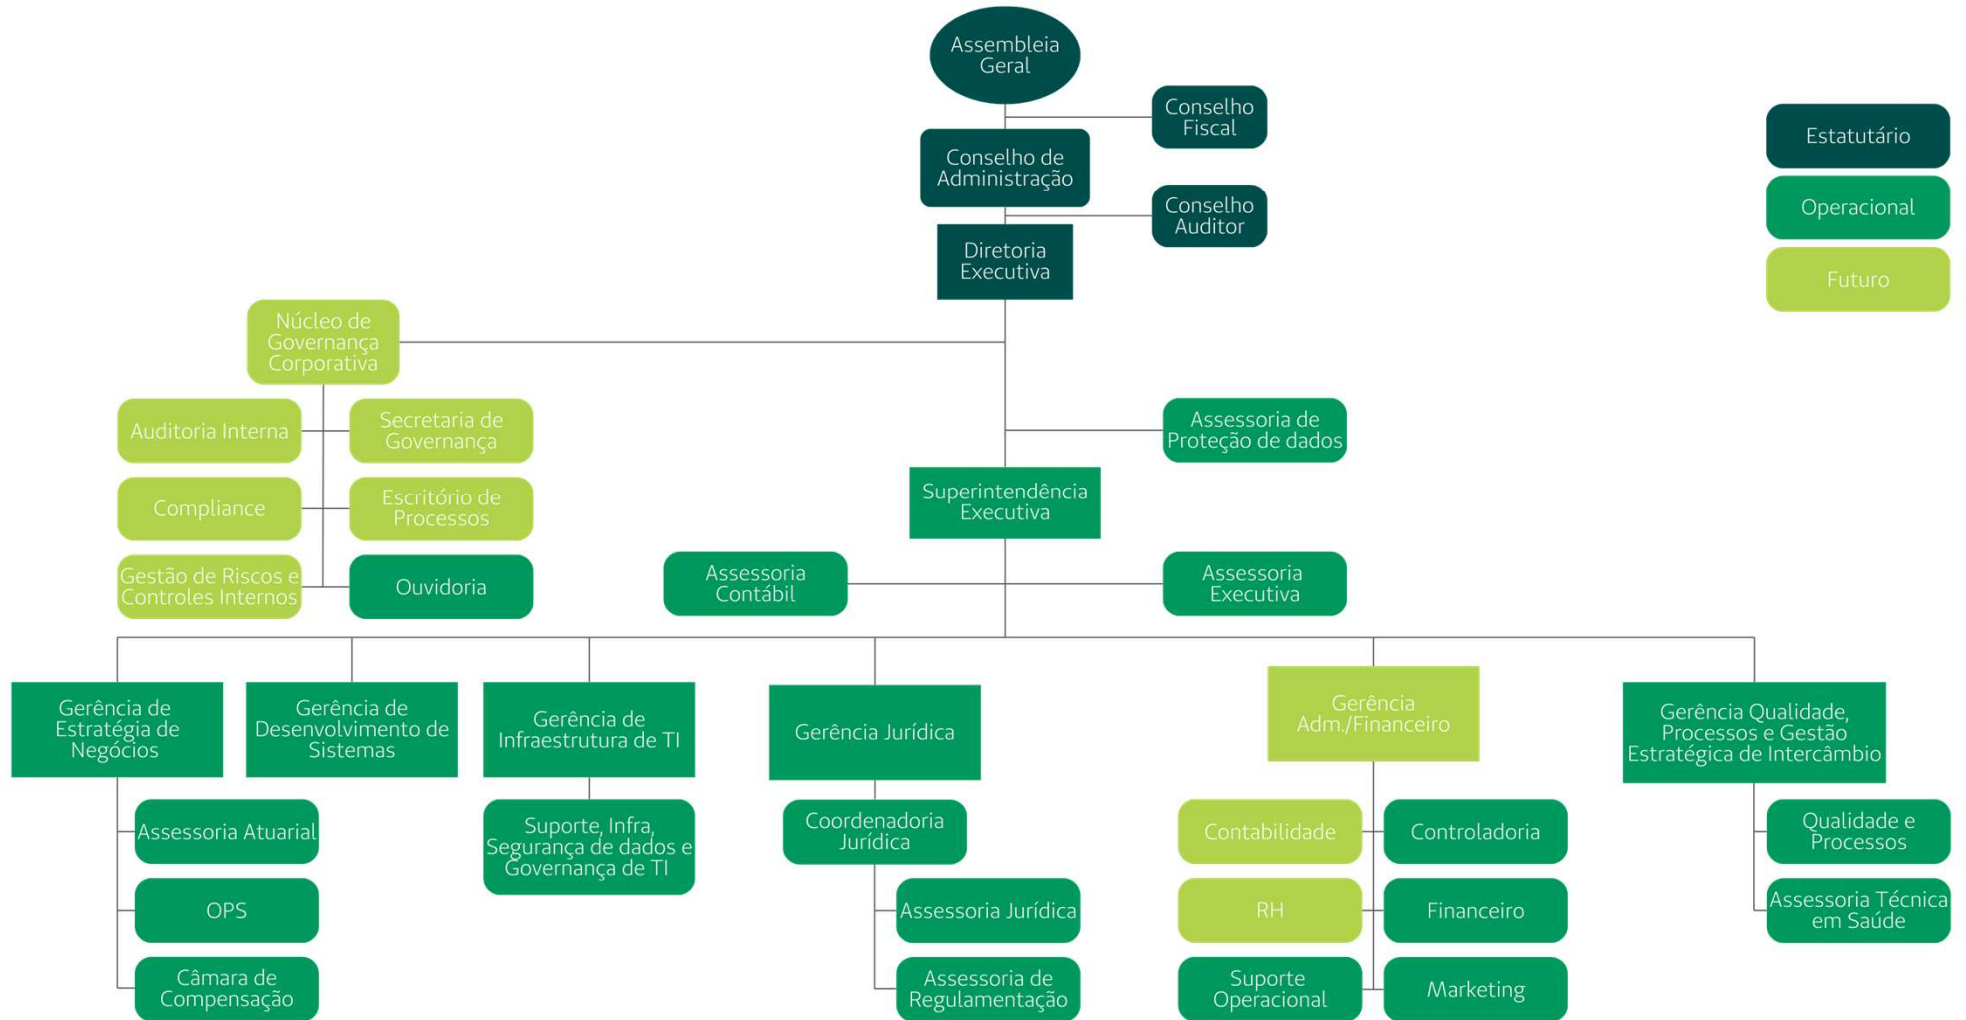 Assembleia
Geral
Conselho
Fiscal
Conselho de
Administração
Conselho
Auditor
Diretoria
Executiva
Estatutário
Operacional
Futuro
Núcleo de
Governança
Corporativa
Auditoria Interna
Secretaria de
Governança
Compliance
Escritório de
Processos
Gestão de Riscos e
Controles Internos
Ouvidoria
Assessoria de
Proteção de dados
Superintendência
Executiva
Assessoria
Contábil
Assessoria
Executiva
Gerência de
Estratégia de
Negócios
Assessoria Atuarial
OPS
Câmara de
Compensação
Gerência de
Desenvolvimento de
Sistemas
Gerência de
Infraestrutura de TI
Suporte, Infra,
Segurança de dados e
Governança de TI
Gerência Jurídica
Coordenadoria
Jurídica
Assessoria Jurídica
Assessoria de
Regulamentação
Gerência
Adm./Financeiro
Contabilidade
Controladoria
RH
Financeiro
Suporte
Operacional
Marketing
Gerência Qualidade,
Processos e Gestão
Estratégica de Intercâmbio
Qualidade e
Processos
Assessoria Técnica
em Saúde